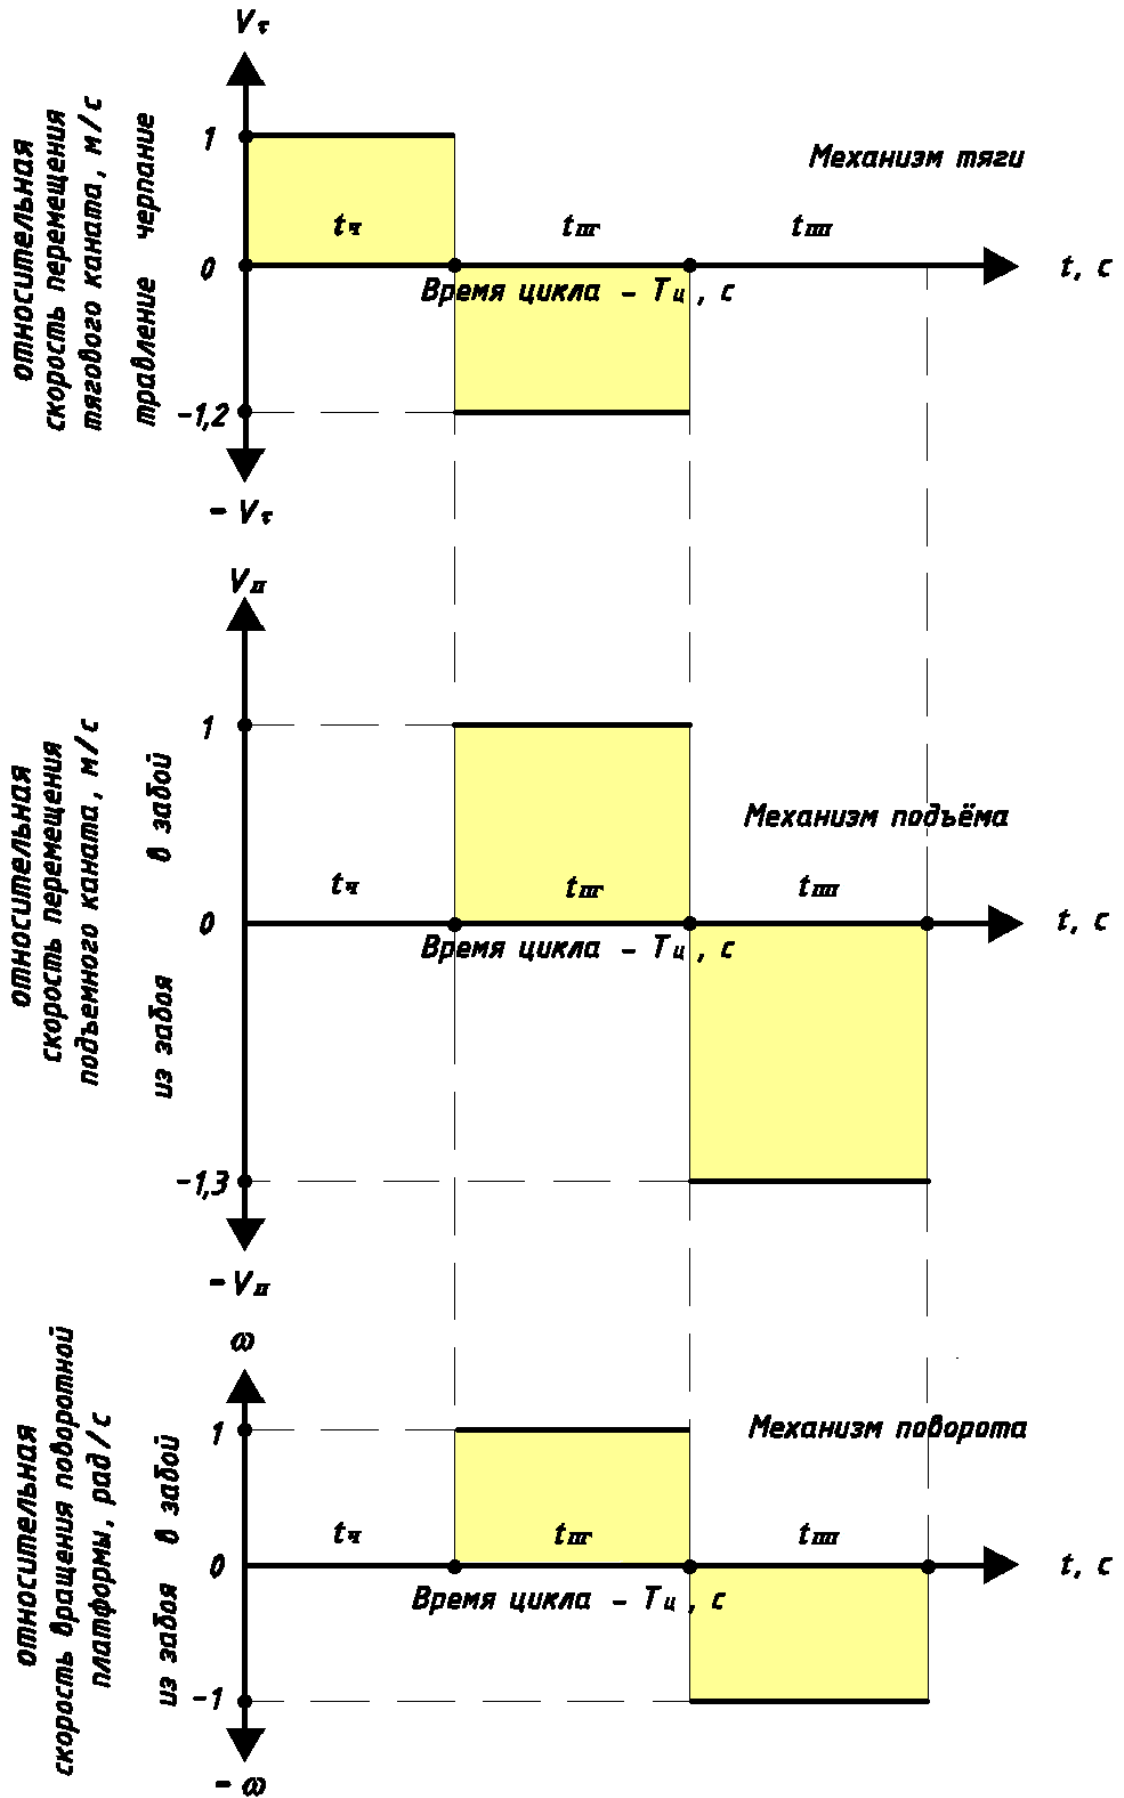 Vт
относительная
скорость перемещения
тягового каната, м/с
травление черпание
1
Механизм тяги
tч
tпг
tпп
0
t, с
Время цикла - Tц, с
-1,2
- Vт
Vп
относительная
скорость перемещения
подъемного каната, м/с
из забоя в забой
1
Механизм подъёма
tч
tпг
tпп
0
t, с
Время цикла - Tц, с
-1,3
-Vп
ω
относительная
скорость вращения поворотной
платформы, рад/с
из забоя в забой
1
Механизм поворота
tч
tпг
tпп
0
t, с
Время цикла - Tц, с
-1
- ω